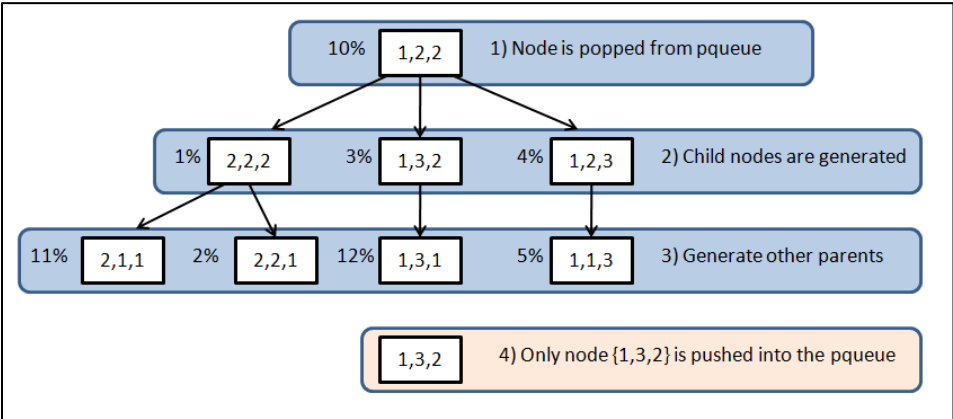 10% 1,2,2 1) Node is popped from pqueue
1% 2,2,2 3% 1,3,2 4% 1,2,3 2) Child nodes are generated
11% 2,1,1 2% 2,2,1 12% 1,3,1 5% 1,1,3 3) Generate other parents
1,3,2 4) Only node {1,3,2} is pushed into the pqueue